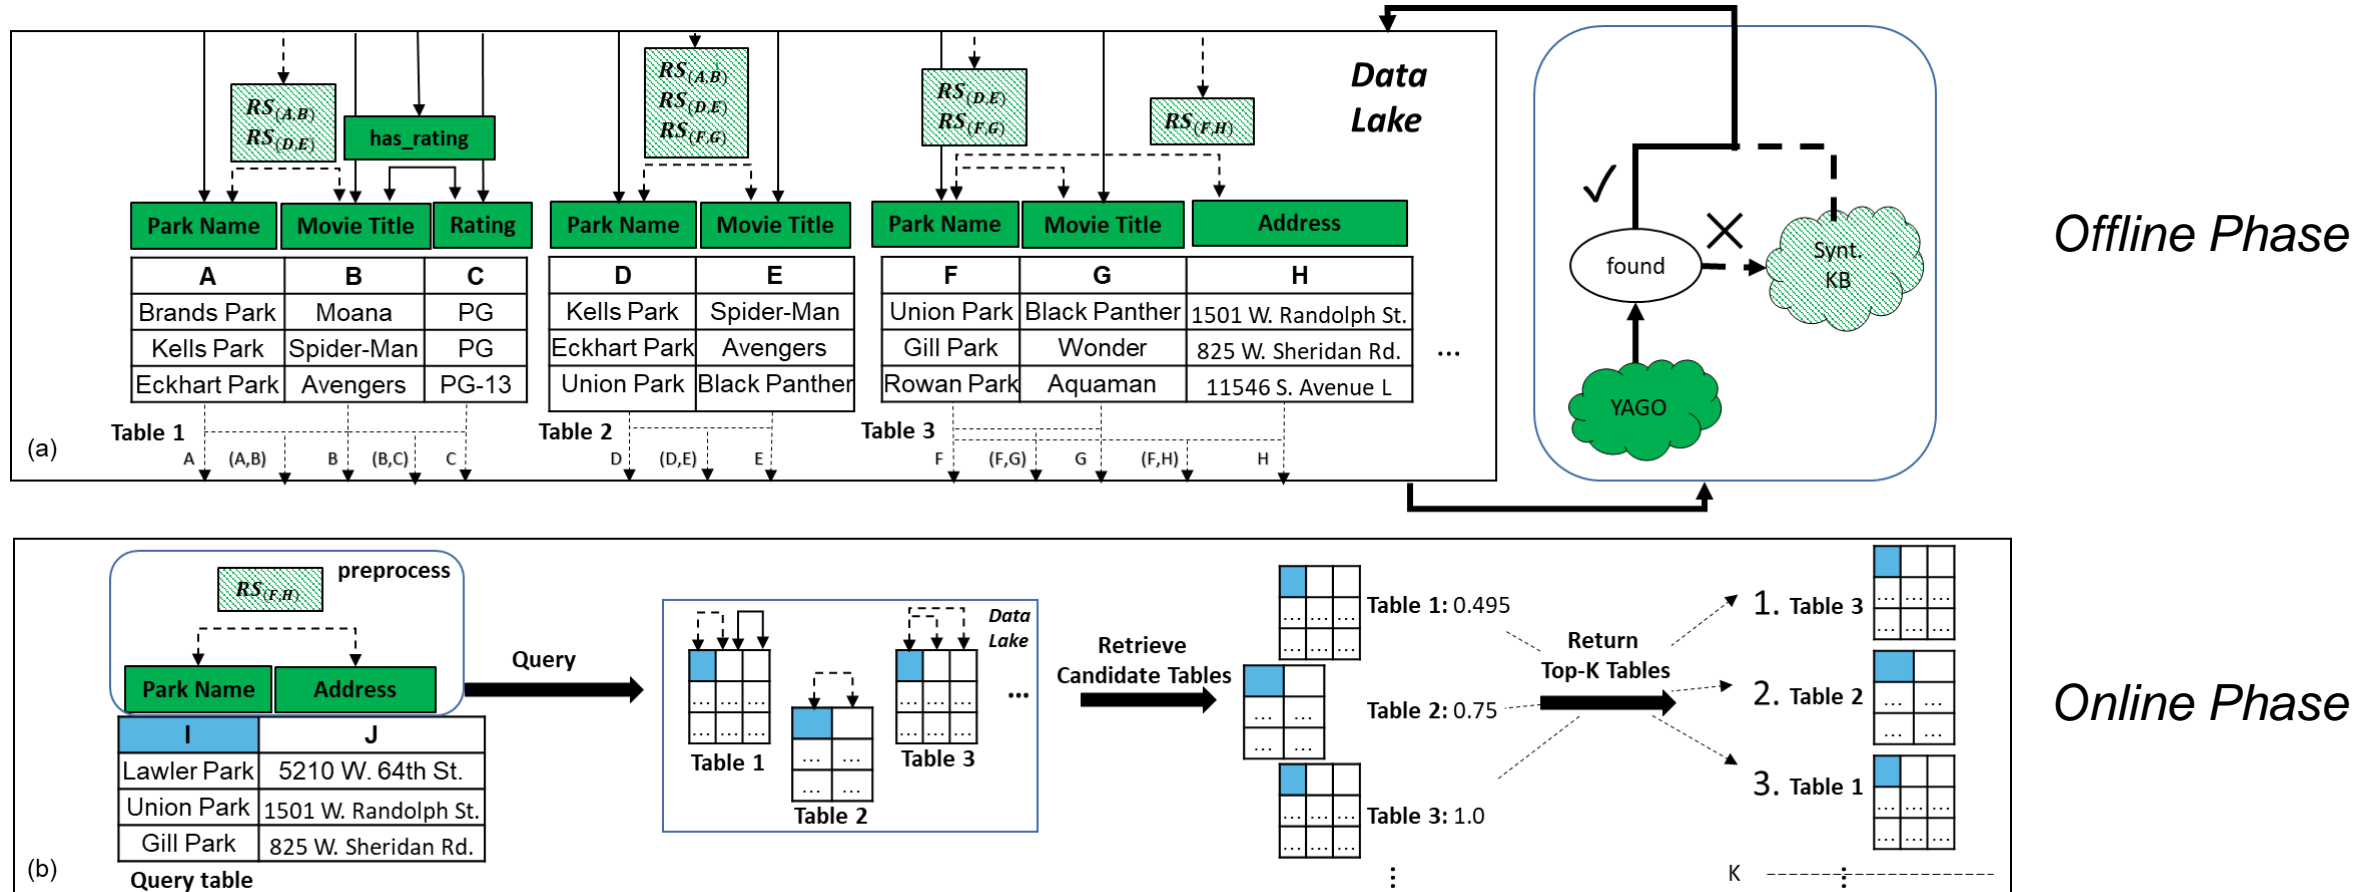 Data
Lake
RS(A,B)
RS(D,E)
has_rating
RS(A,B)
RS(D,E)
RS(F,G)
RS(D,E)
RS(F,G)
RS(F,H)
Park Name Movie Title Rating
A B C
Brands Park Moana PG
Kells Park Spider-Man PG
Eckhart Park Avengers PG-13
Table 1
A (A,B) B (B,C) C
Park Name Movie Title
D E
Kells Park Spider-Man
Eckhart Park Avengers
Union Park Black Panther
Table 2
D (D,E) E
Park Name Movie Title Address
F G H
Union Park Black Panther 1501 W. Randolph St.
Gill Park Wonder 825 W. Sheridan Rd.
Rowan Park Aquaman 11546 S. Avenue L
...
Table 3
F (F,G) G (F,H) H
(a)
found
Synt.
KB
YAGO
Offline Phase
preprocess
RS(F,H)
Park Name Address
I J
Lawler Park 5210 W. 64th St.
Union Park 1501 W. Randolph St.
Gill Park 825 W. Sheridan Rd.
Query table
(b)
Query
Data
Lake
... ... ...
... ... ...
Table 1
... ...
... ...
Table 2
... ... ...
... ... ...
Table 3
...
Retrieve
Candidate Tables
... ... ...
... ... ...
Table 1: 0.495
... ...
... ...
Table 2: 0.75
... ... ...
... ... ...
Table 3: 1.0
...
Return
Top-K Tables
1. Table 3
... ... ...
... ... ...
2. Table 2
... ...
... ...
3. Table 1
... ... ...
... ... ...
K
...
Online Phase